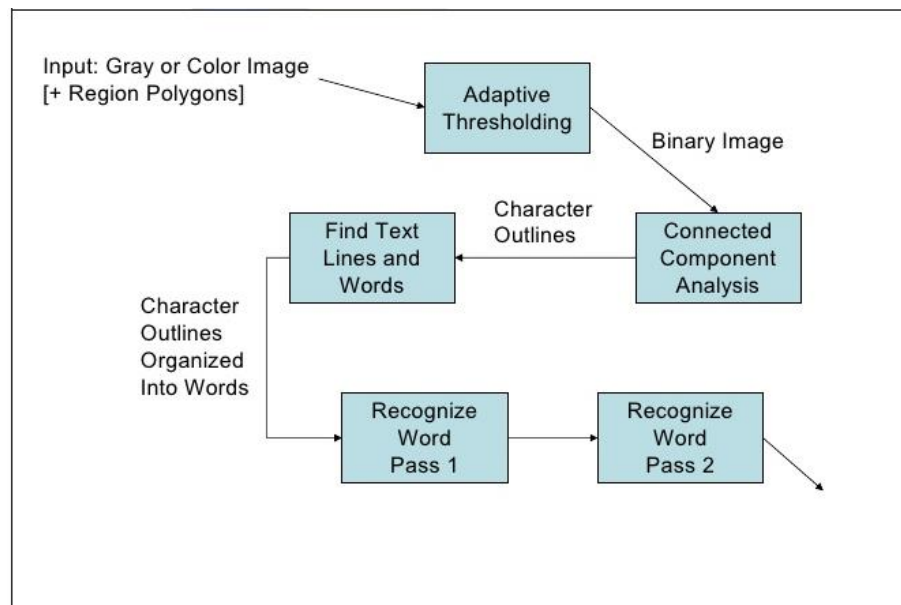 Input: Gray or Color Image
[+ Region Polygons]
Adaptive
Thresholding
Binary Image
Connected
Component
Analysis
Character
Outlines
Find Text
Lines and
Words
Character
Outlines
Organized
Into Words
Recognize
Word
Pass 1
Recognize
Word
Pass 2